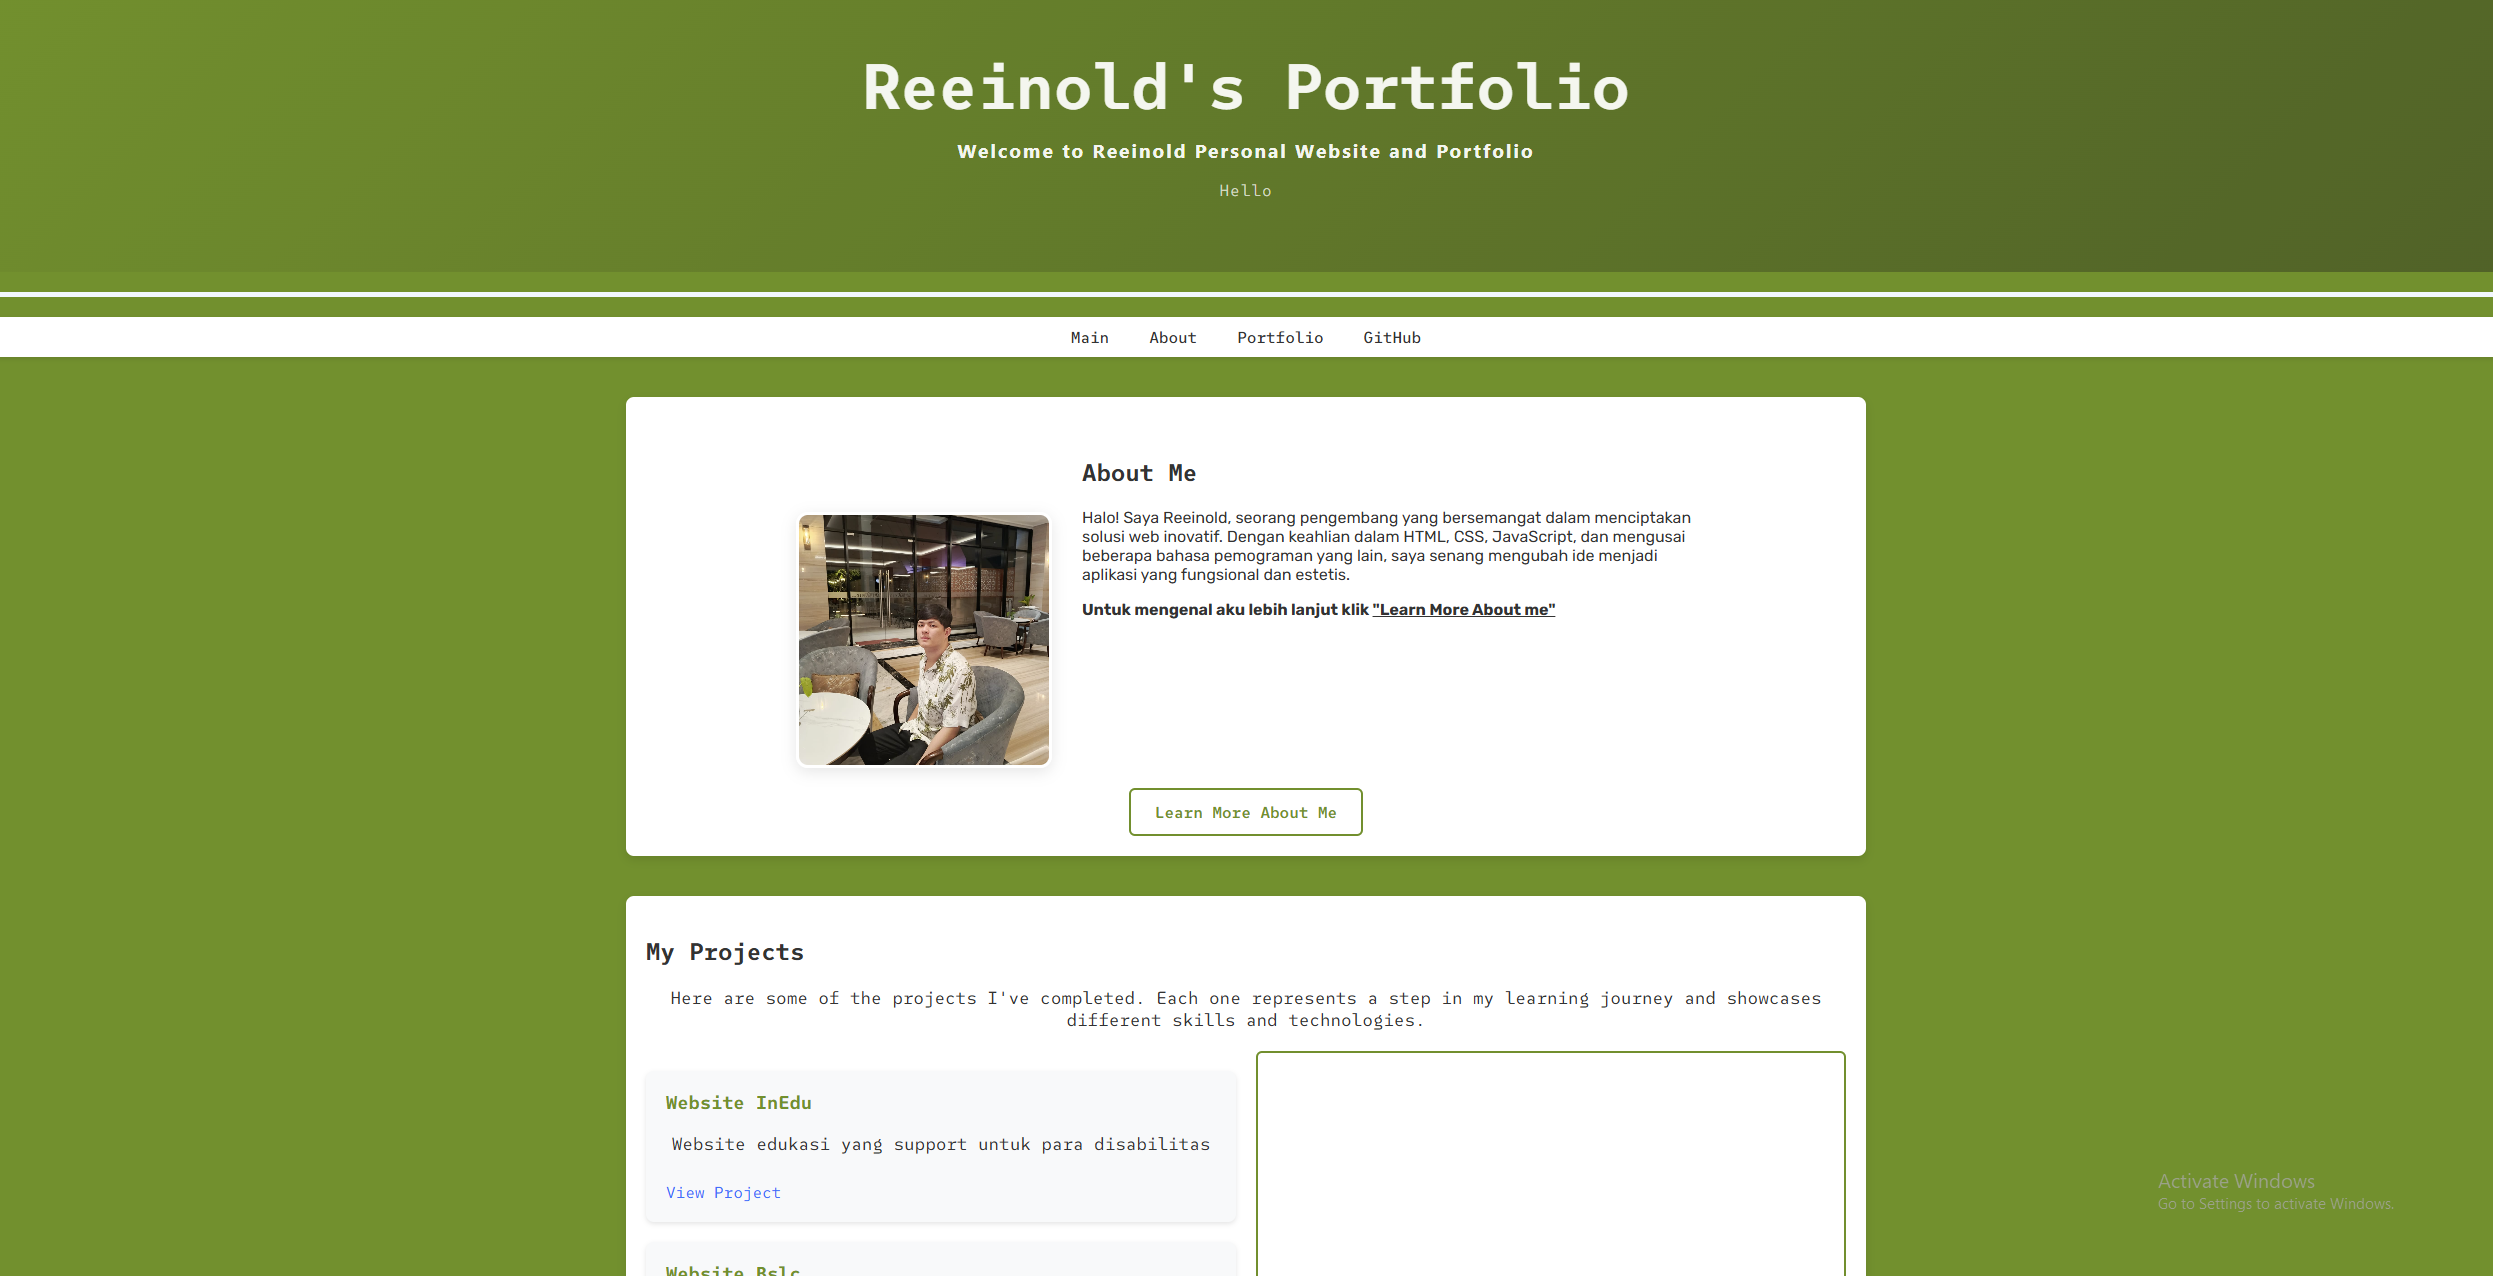 Reeinold's Portfolio
Welcome to Reeinold Personal Website and Portfolio
Hello
Main About Portfolio GitHub
About Me
Halo! Saya Reeinold, seorang pengembang yang bersemangat dalam menciptakan
solusi web inovatif. Dengan keahlian dalam HTML, CSS, JavaScript, dan mengusai
beberapa bahasa pemograman yang lain, saya senang mengubah ide menjadi
aplikasi yang fungsional dan estetis.
Untuk mengenal aku lebih lanjut klik "Learn More About me"
Learn More About Me
My Projects
Here are some of the projects I've completed. Each one represents a step in my learning journey and showcases
different skills and technologies.
Website InEdu
Website edukasi yang support untuk para disabilitas
View Project
Website Bslc
Activate Windows
Go to Settings to activate Windows.